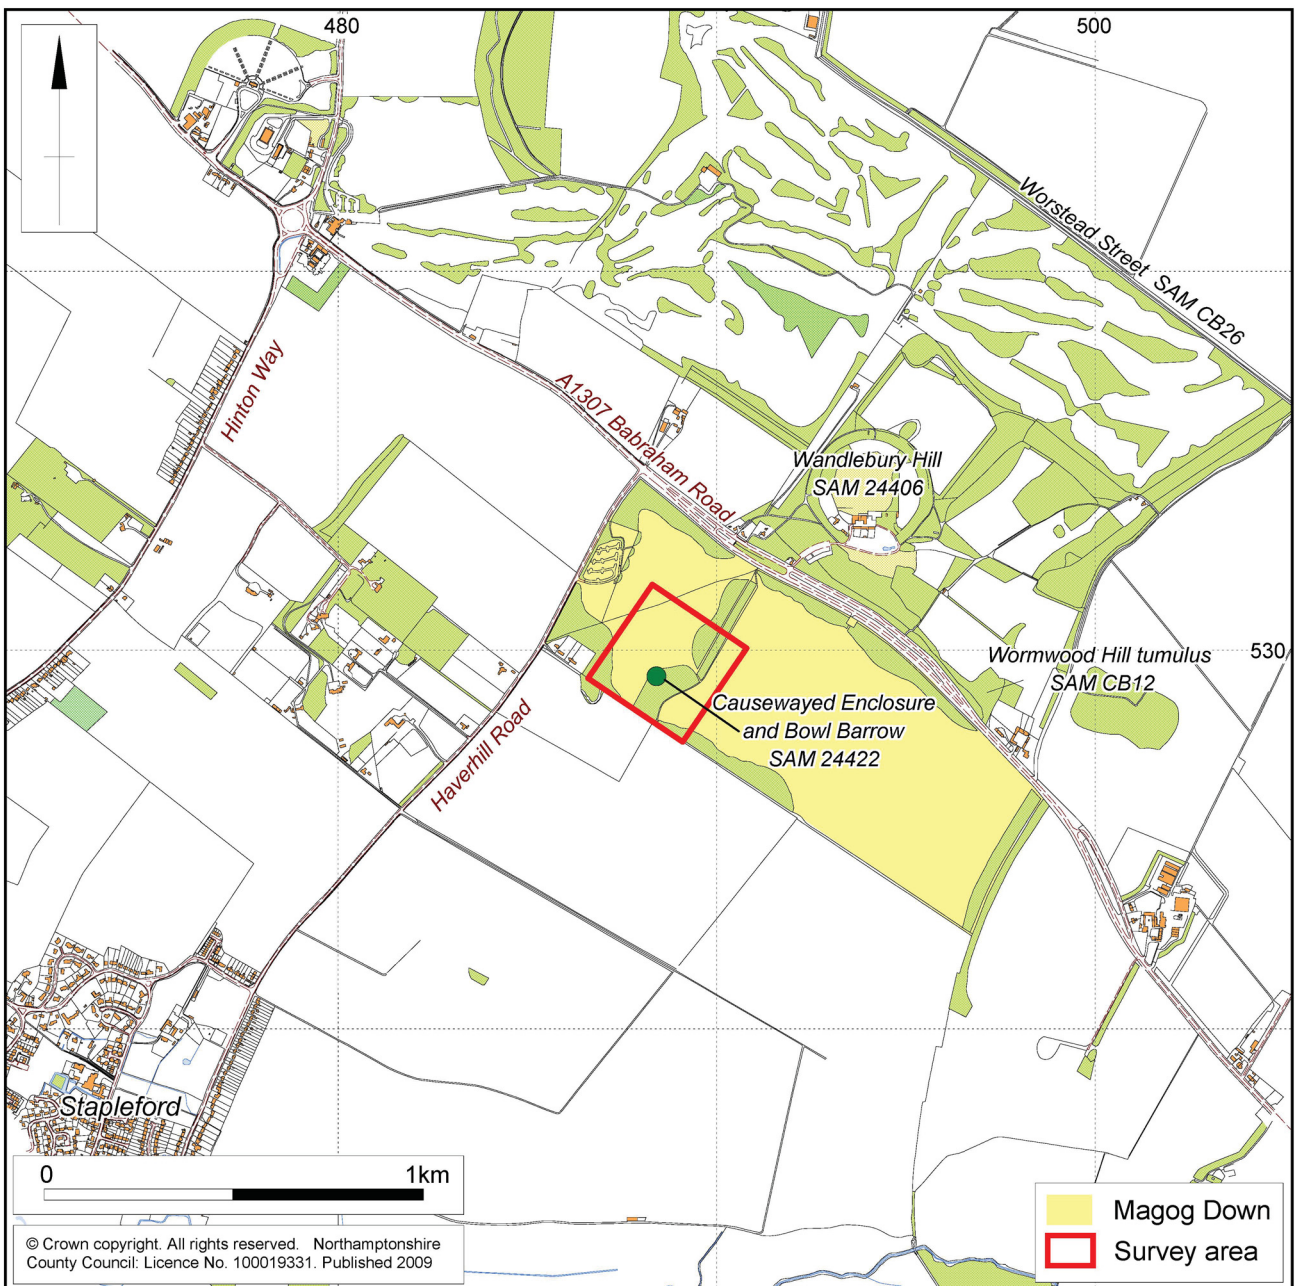 480
500
Worstead Street SAM CB26
Hinton Way
A1307 Babraham Road
Wandlebury Hill
SAM 24406
530
Wormwood Hill tumulus
SAM CB12
Causewayed Enclosure
and Bowl Barrow
SAM 24422
Haverhill Road
Stapleford
0 1km
Magog Down
Survey area
© Crown copyright. All rights reserved. Northamptonshire
County Council: Licence No. 100019331. Published 2009